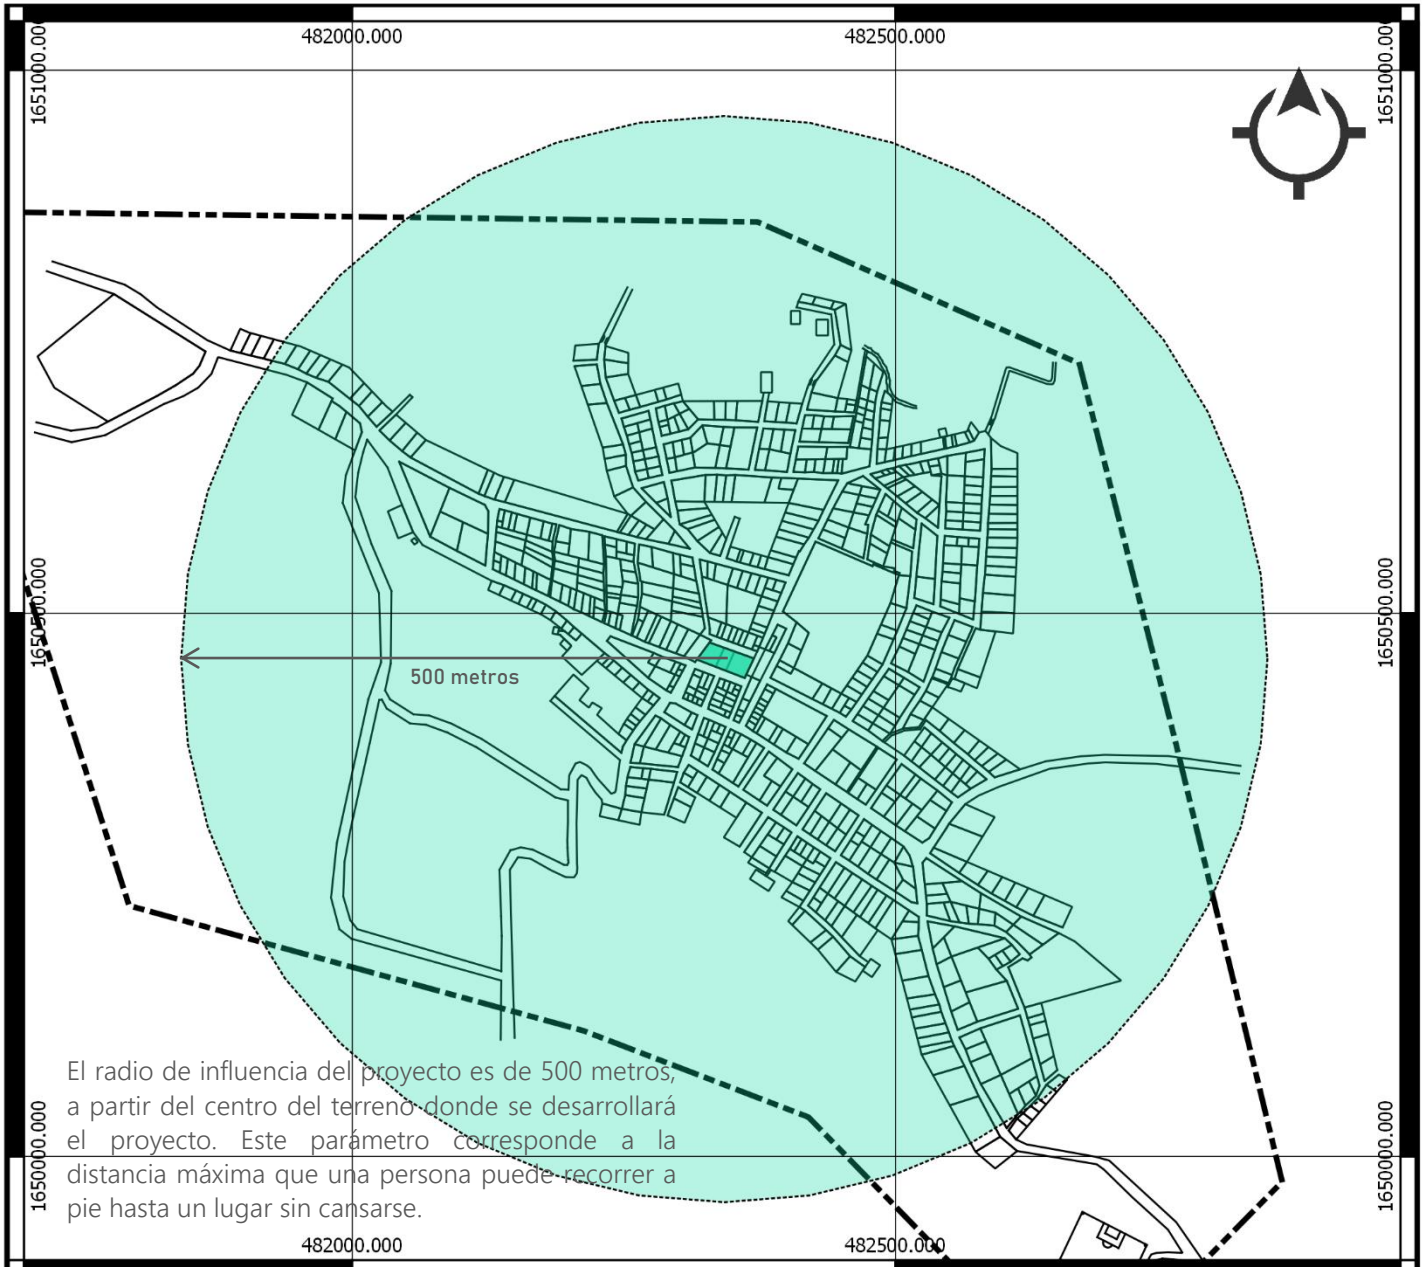 482000.000
482500.000
1651000.000
1651000.000
1650500.000
1650500.000
500 metros
El radio de influencia del proyecto es de 500 metros,
a partir del centro del terreno donde se desarrollará
el proyecto. Este parámetro corresponde a la
distancia máxima que una persona puede recorrer a
pie hasta un lugar sin cansarse.
1650000.000
1650000.000
482000.000
482500.000